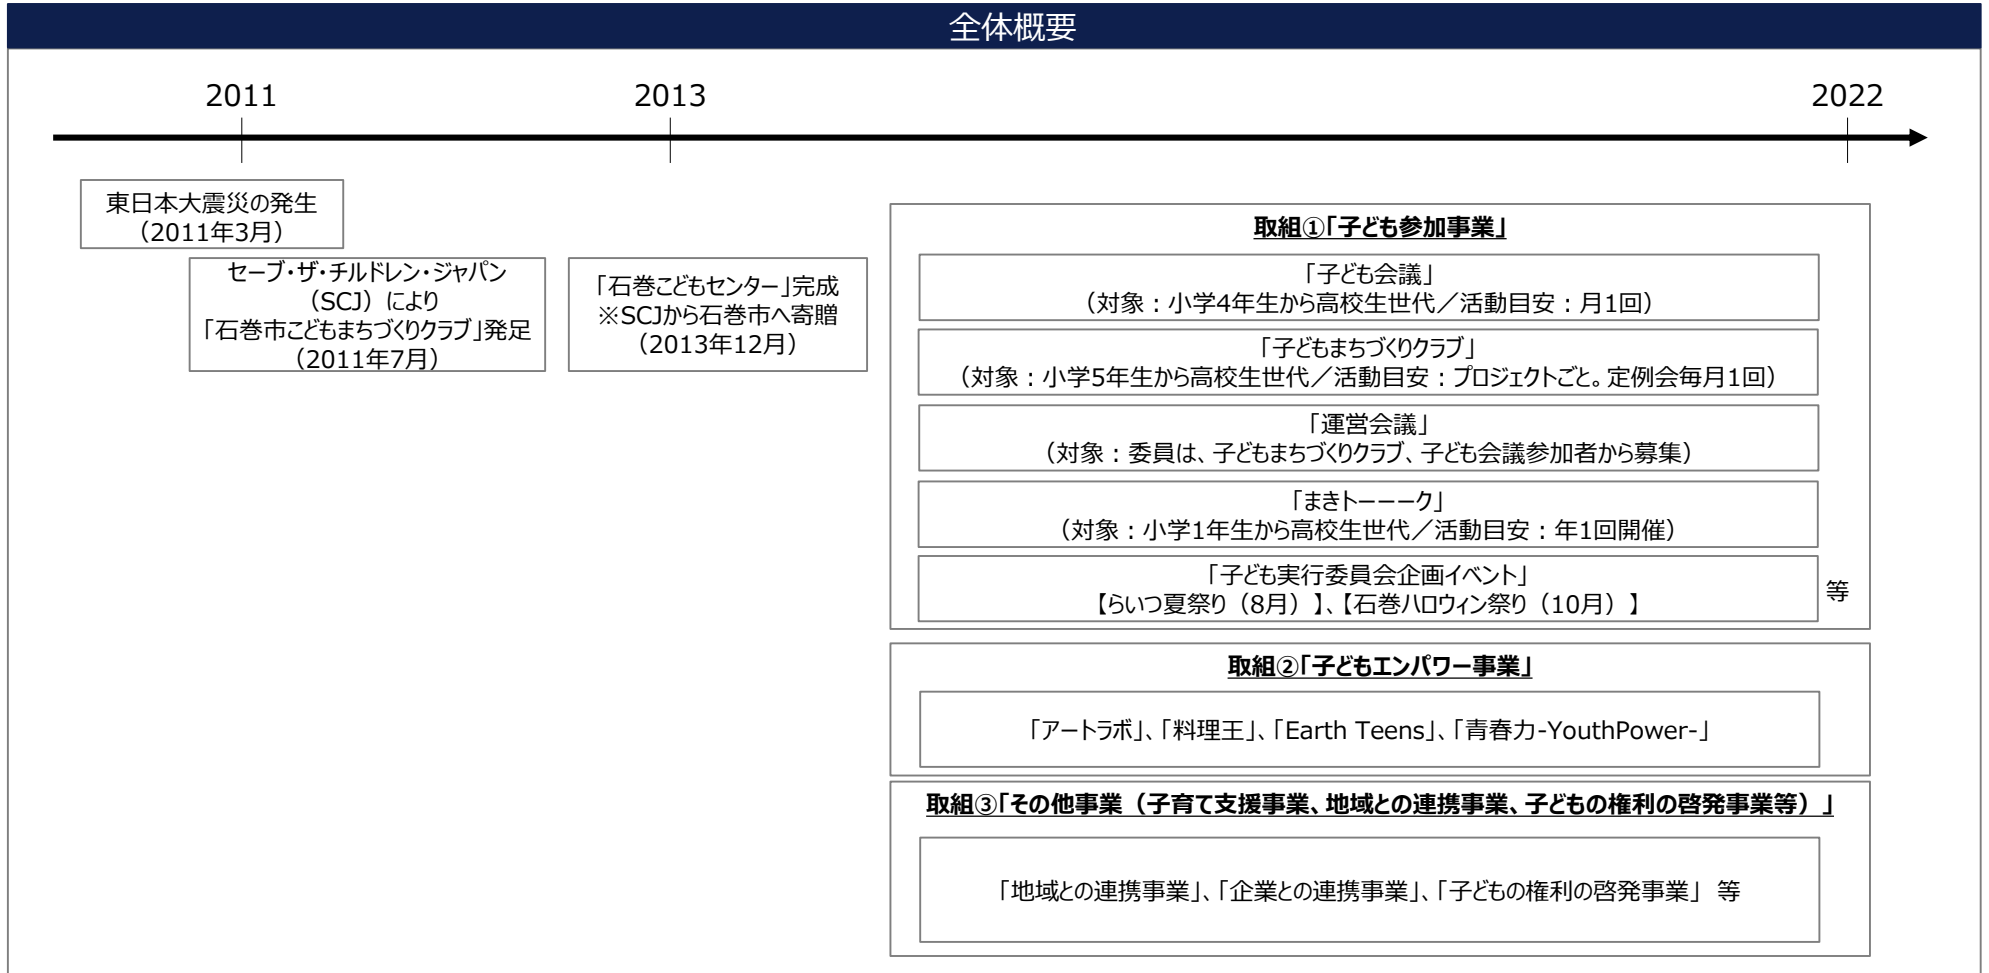 全体概要
2011
2013
2022
東日本大震災の発生
（2011年3月）
セーブ・ザ・チルドレン・ジャパン
（SCJ）により
「石巻市こどもまちづくりクラブ」発足
（2011年7月）
「石巻こどもセンター」完成
※SCJから石巻市へ寄贈
（2013年12月）
取組①「子ども参加事業」
「子ども会議」
（対象：小学4年生から高校生世代／活動目安：月1回）
「子どもまちづくりクラブ」
（対象：小学5年生から高校生世代／活動目安：プロジェクトごと。定例会毎月1回）
「運営会議」
（対象：委員は、子どもまちづくりクラブ、子ども会議参加者から募集）
「まきトーーーク」
（対象：小学1年生から高校生世代／活動目安：年1回開催）
「子ども実行委員会企画イベント」
【らいつ夏祭り（8月）】、【石巻ハロウィン祭り（10月）】
等
取組②「子どもエンパワー事業」
「アートラボ」、「料理王」、「Earth Teens」、「青春力-YouthPower-」
取組③「その他事業（子育て支援事業、地域との連携事業、子どもの権利の啓発事業等）」
「地域との連携事業」、「企業との連携事業」、「子どもの権利の啓発事業」 等